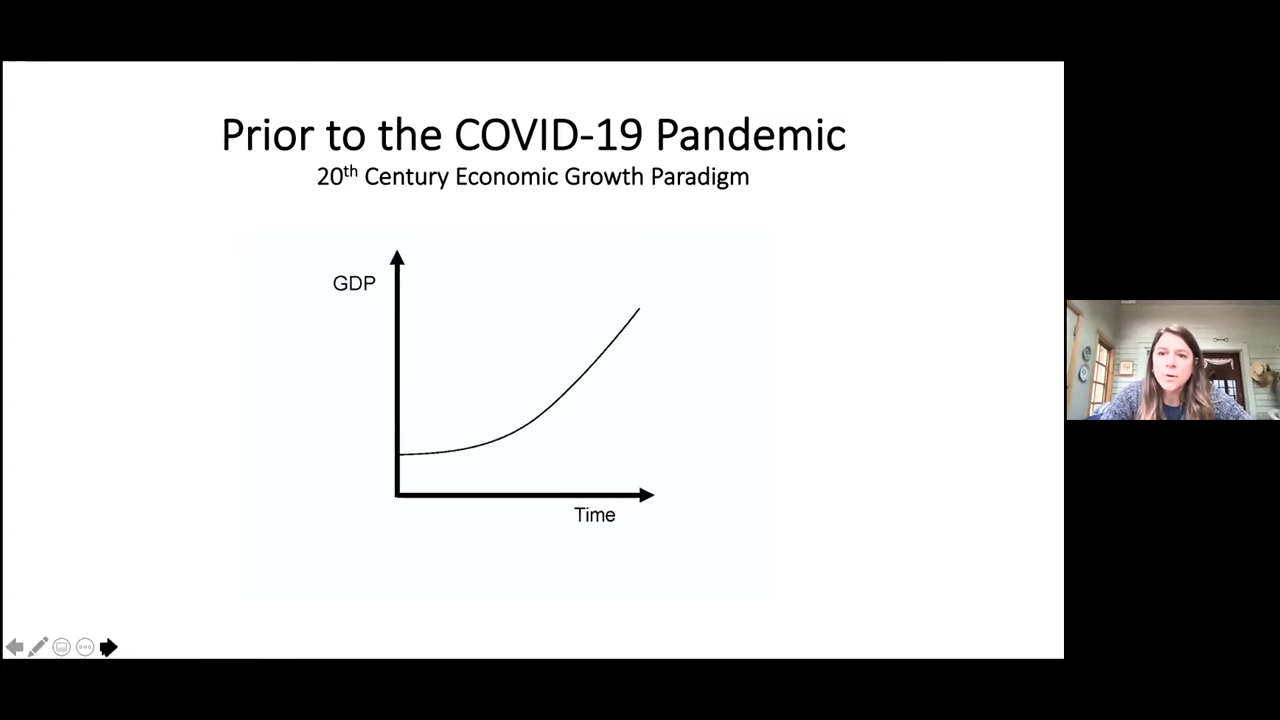 Prior to the COVID-19 Pandemic
20th Century Economic Growth Paradigm
GDP
Time